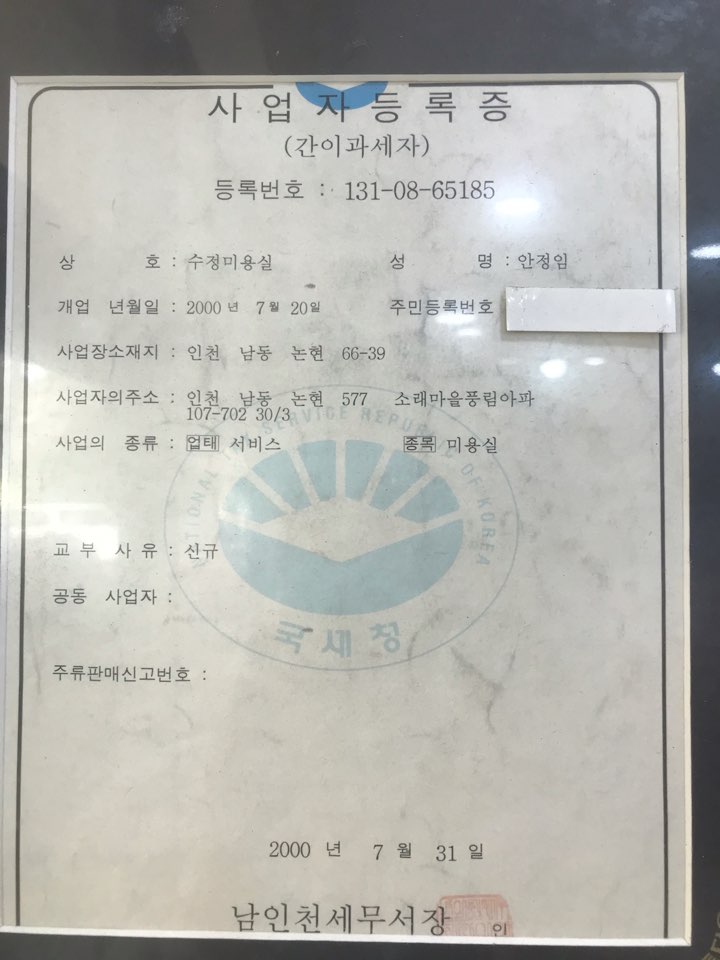 사업자등록증
(간이과세자)
등록번호 : 131-08-65185
상 호 : 수정미용실 성 명 : 안정임
개업 년월일 : 2000 년 7 월 20 일 주민등록번호
사업장소재지 : 인천 남동 논현 66-39
사업자의주소 : 인천 남동 논현 577 소래마을풍림아파
107-702 30/3
사업의 종류 : 업태 서비스 종목 미용실
NATIONAL TAX SERVICE REPUBLIC OF KOREA
교 부 사 유 : 신규
공동 사업자 :
국세청
주류판매신고번호 :
2000 년 7 월 31 일
남인천세무서장 인